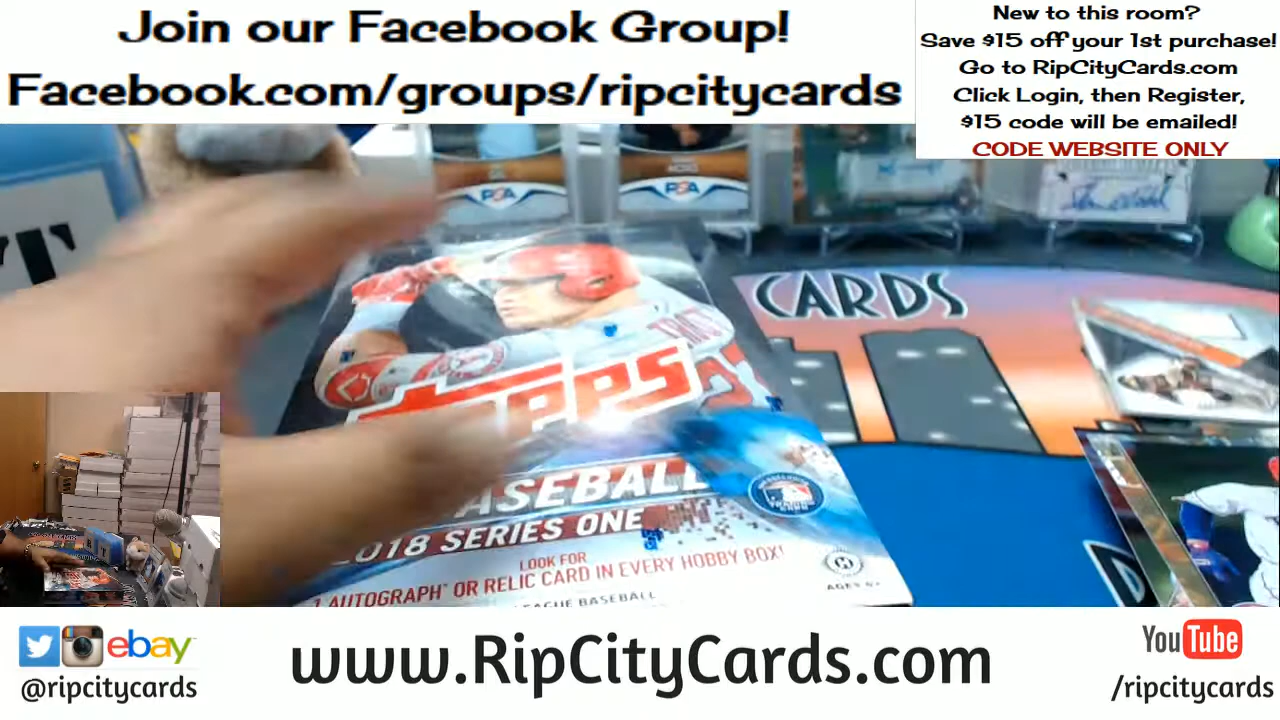 Join our Facebook Group!
Facebook.com/groups/ripcitycards
New to this room?
Save $15 off your 1st purchase!
Go to RipCityCards.com
Click Login, then Register,
$15 code will be emailed!
CODE WEBSITE ONLY
PSA
PSA
CARDS
TOPPS
BASEBALL
2018 SERIES ONE
LOOK FOR
1 AUTOGRAPH OR RELIC CARD IN EVERY HOBBY BOX!
LEAGUE BASEBALL
AGES 6+
ebay
@ripcitycards
www.RipCityCards.com
YouTube
/ripcitycards